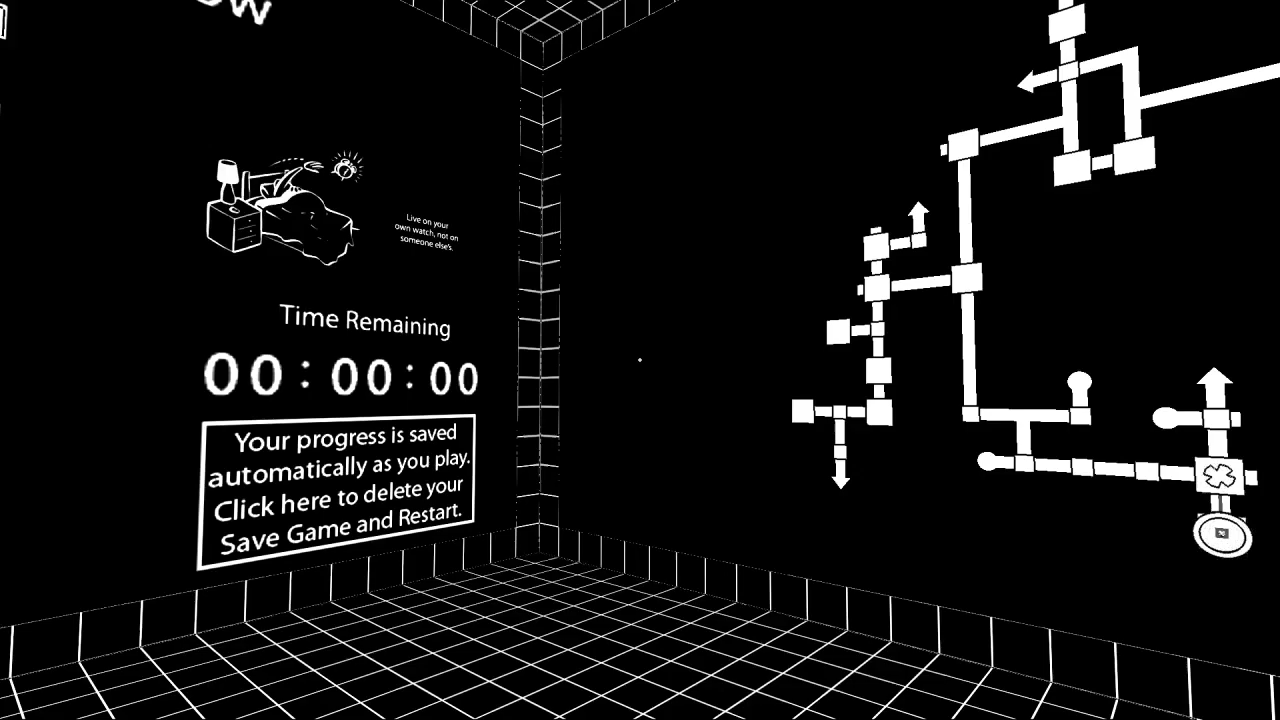 Live on your
own watch, not on
someone else's.
Time Remaining
00:00:00
Your progress is saved
automatically as you play.
Click here to delete your
Save Game and Restart.